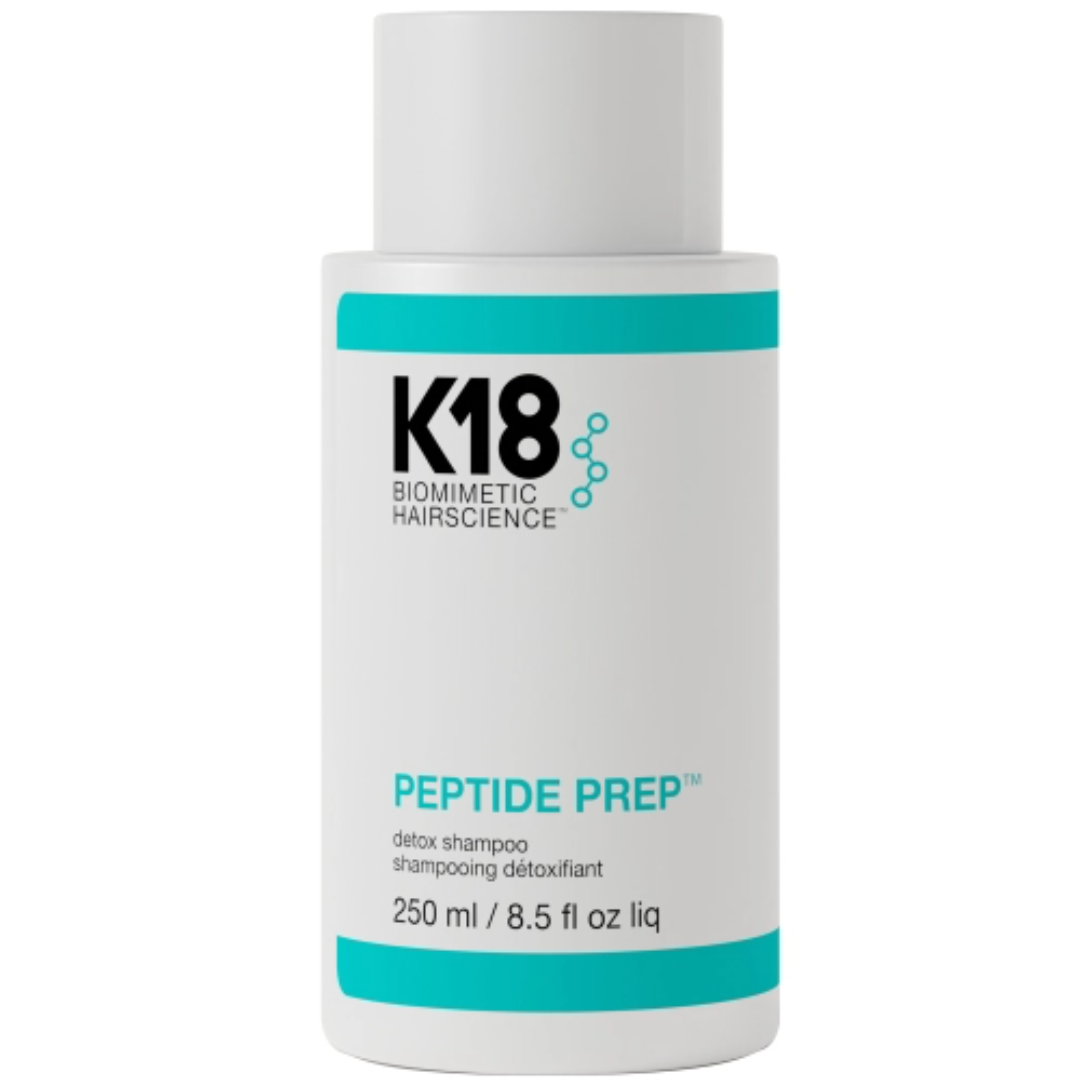 K18
BIOMIMETIC
HAIRSCIENCE™
PEPTIDE PREP™
detox shampoo
shampooing détoxifiant
250 ml / 8.5 fl oz liq